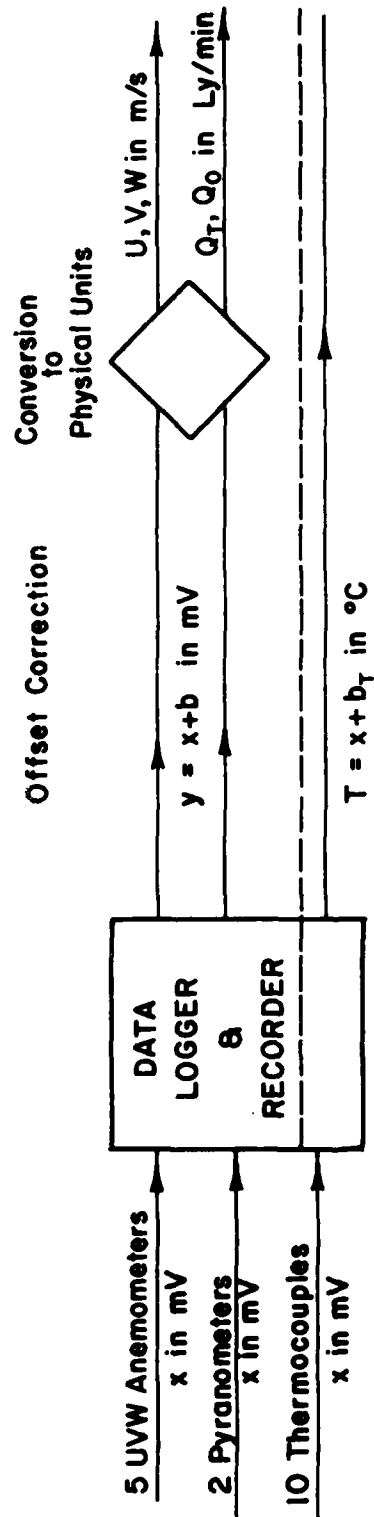 5 UVW Anemometers
x in mV
2 Pyranometers
x in mV
10 Thermocouples
x in mV
DATA
LOGGER
&
RECORDER
Offset Correction
y = x+b in mV
T = x+b_T in °C
Conversion
to
Physical Units
U, V, W in m/s
Q_T, Q_O in Ly/min